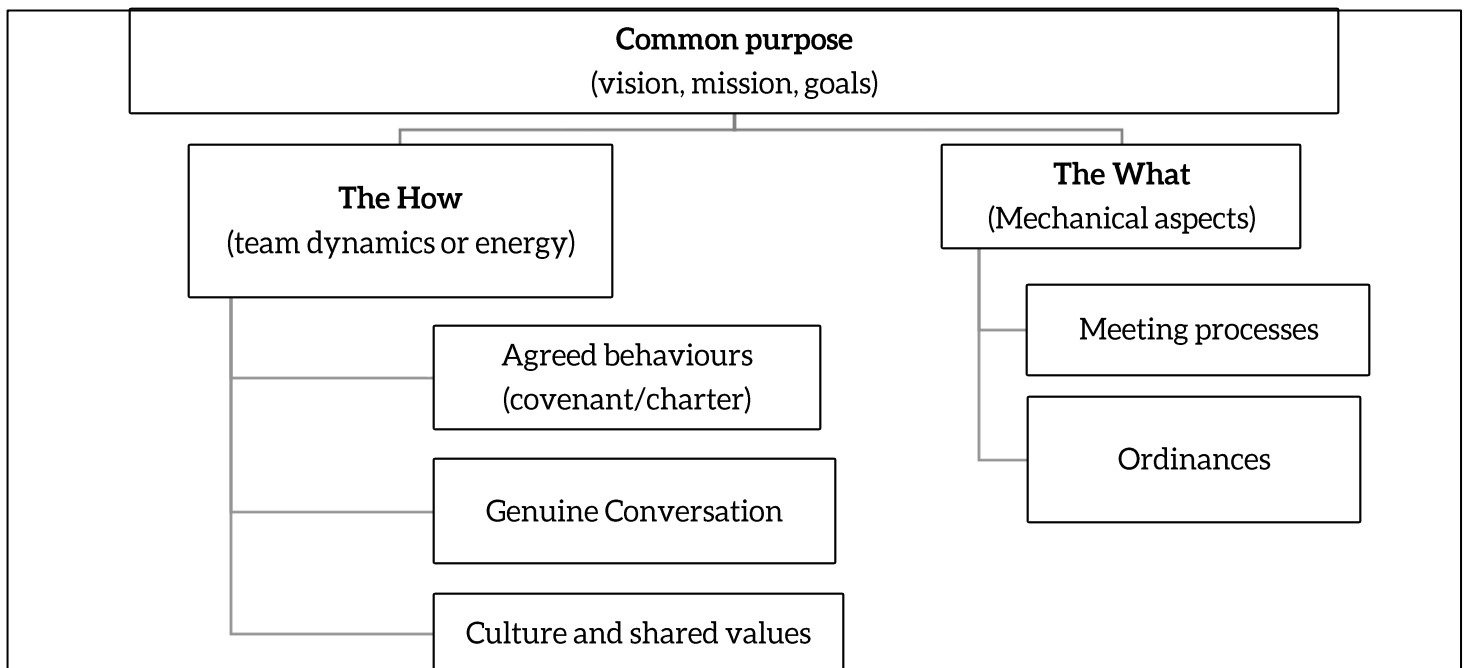 Common purpose
(vision, mission, goals)
The How
(team dynamics or energy)
Agreed behaviours
(covenant/charter)
Genuine Conversation
Culture and shared values
The What
(Mechanical aspects)
Meeting processes
Ordinances